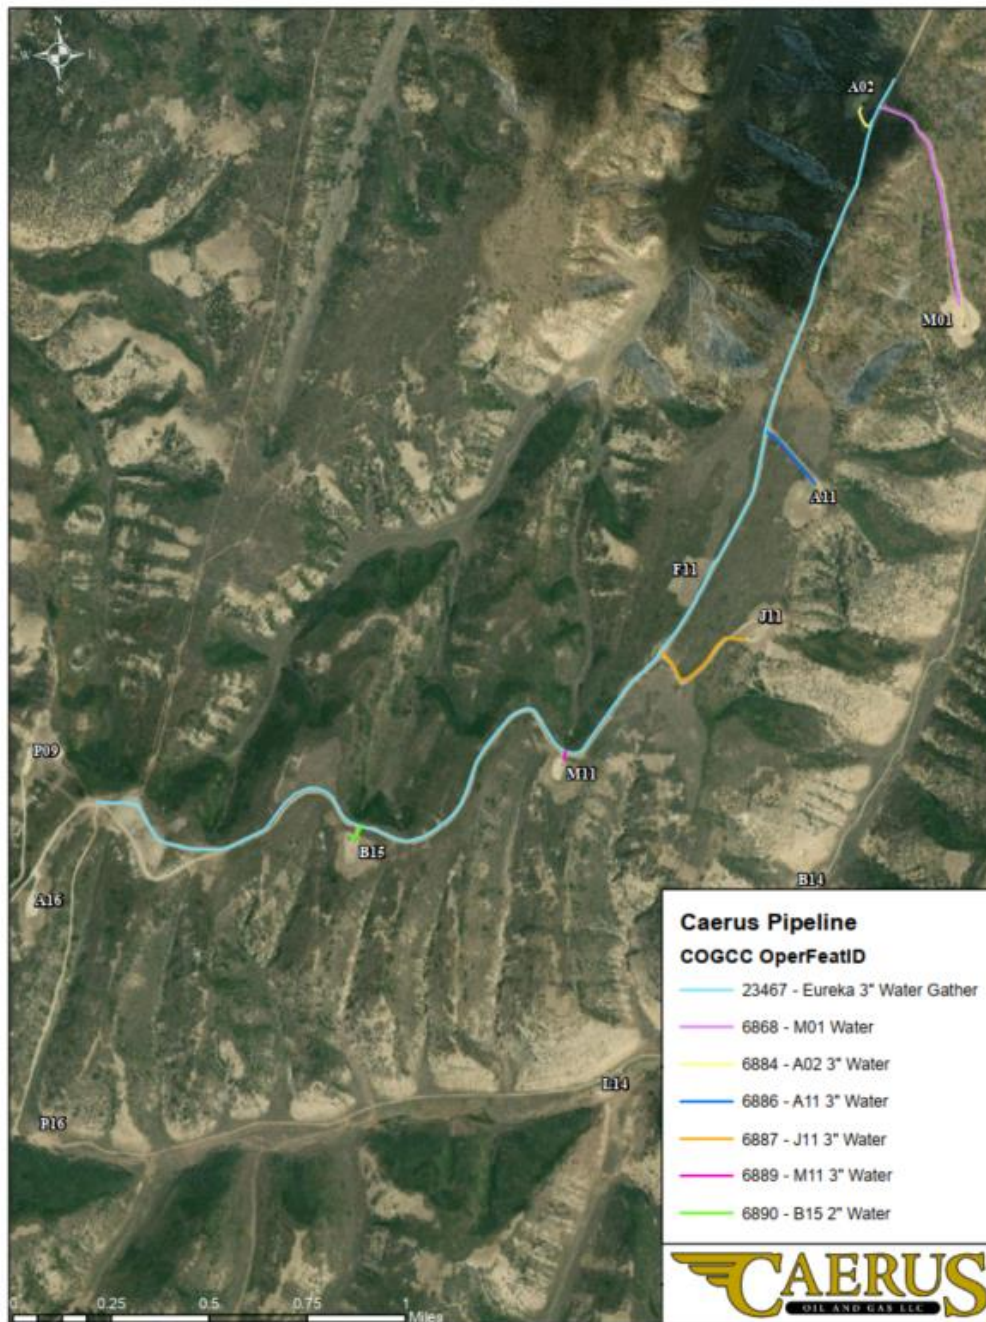 N
W
E
A02
M01
A11
F11
J11
P09
M11
B15
B14
A16
L14
P16
Caerus Pipeline
COGCC OperFeatID
23467 - Eureka 3" Water Gather
6868 - M01 Water
6884 - A02 3" Water
6886 - A11 3" Water
6887 - J11 3" Water
6889 - M11 3" Water
6890 - B15 2" Water
0 0.25 0.5 0.75 1
Miles
CAERUS
OIL AND GAS LLC